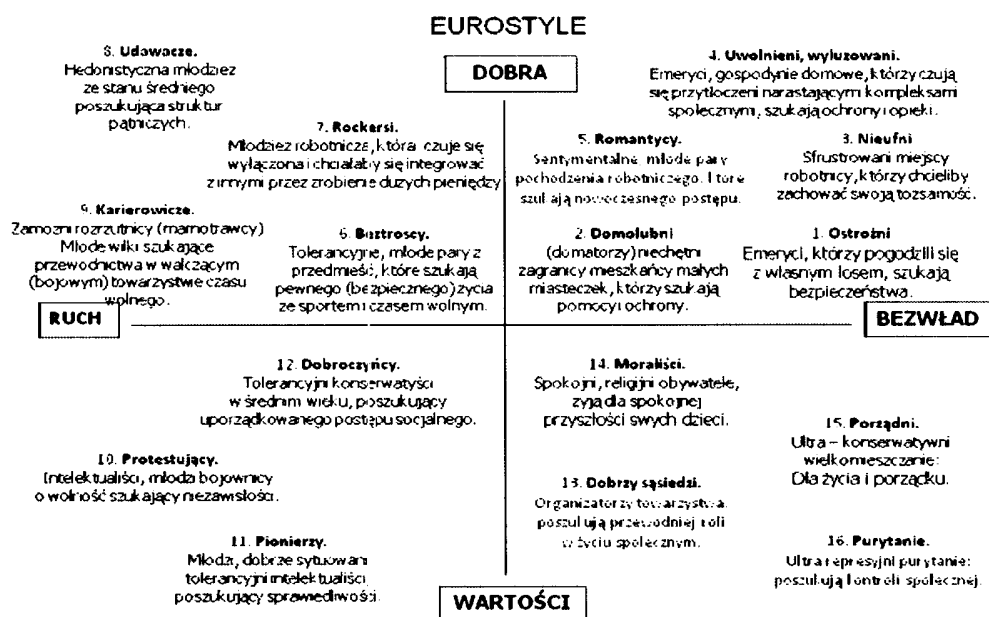 EUROSTYLE
DOBRA
8. Udawacze.
Hedonistyczna młodzież
ze stanu średniego
poszukująca struktur
pątniczych.
4. Uwolnieni, wyluzowani.
Emeryci, gospodynie domowe, którzy czują
się przytłoczeni narastającymi kompleksami
społecznym, szukają ochrony i opieki.
7. Rockersi.
Młodzież robotnicza, która czuje się
wyłączona i chciałaby się integrować
z innymi przez zrobienie dużych pieniędzy
5. Romantycy.
Sentymentalne, młode pary
pochodzenia robotniczego, które
szukają nowoczesnego postępu.
3. Nieufni
Sfrustrowani miejscy
robotnicy, którzy chcieliby
zachować swoją tożsamość.
9. Karierowicze.
Zamożni rozrzutnicy (marnotrawcy)
Młode wilki szukające
przewodnictwa w walczącym
(bojowym) towarzystwie czasu
wolnego.
6. Beztroscy.
Tolerancyjne, młode pary z
przedmieść, które szukają
pewnego (bezpiecznego) życia
ze sportem i czasem wolnym.
2. Domolubni
(domatorzy) niechętni
zagranicy mieszkańcy małych
miasteczek, którzy szukają
pomocy i ochrony.
1. Ostrożni
Emeryci, którzy pogodzili się
z własnym losem, szukają
bezpieczeństwa.
RUCH
BEZWŁAD
12. Dobroczyńcy.
Tolerancyjni konserwatyści
w średnim wieku, poszukujący
uporządkowanego postępu socjalnego.
14. Moraliści.
Spokojni, religijni obywatele,
żyją dla spokojnej
przyszłości swych dzieci.
15. Porządni.
Ultra – konserwatywni
wielkomieszczanie:
Dla życia i porządku.
10. Protestujący.
Intelektualiści, młodzi bojownicy
o wolność szukający niezawisłości.
13. Dobrzy sąsiedzi.
Organizatorzy towarzystwa,
poszukują przewodniej roli
w życiu społecznym.
11. Pionierzy.
Młodzi, dobrze sytuowani
tolerancyjni intelektualiści
poszukujący sprawiedliwości.
16. Purytanie.
Ultra represyjni purytanie:
poszukują kontroli społecznej.
WARTOŚCI